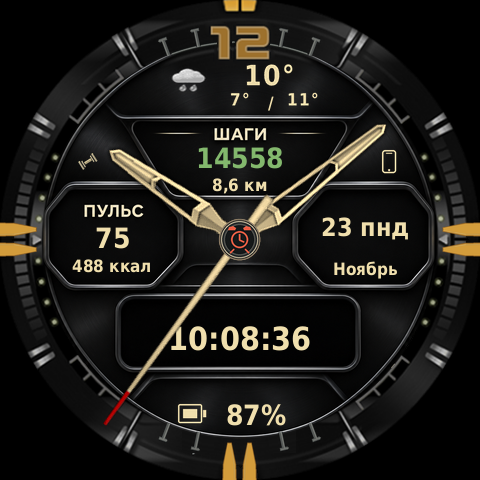 12
10°
7° / 11°
ШАГИ
14558
8,6 км
ПУЛЬС
75
488 ккал
23 пнд
Ноябрь
10:08:36
87%